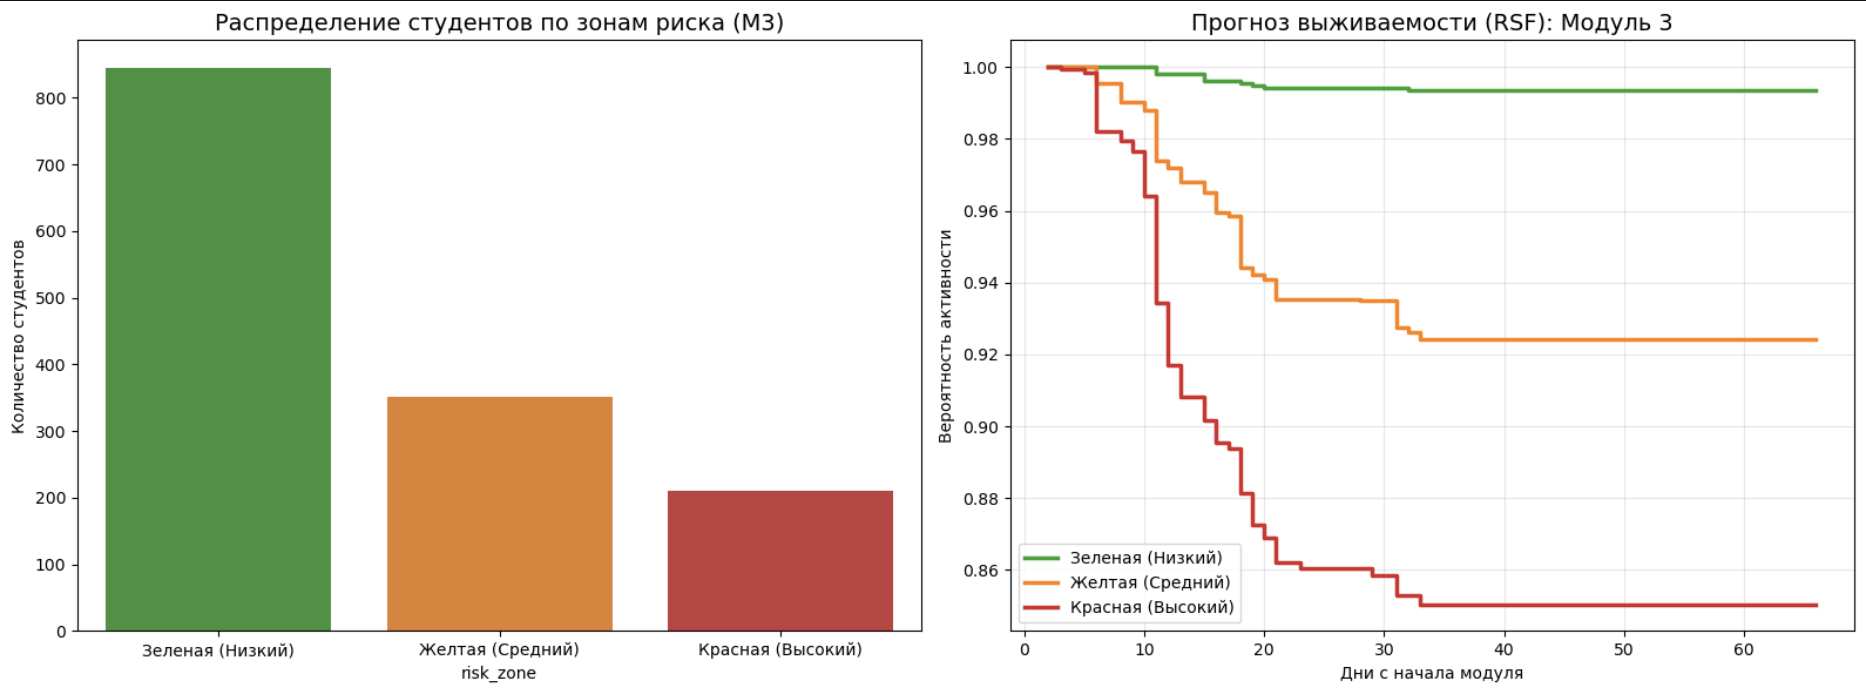 Распределение студентов по зонам риска (М3)
Количество студентов
800
700
600
500
400
300
200
100
0
Зеленая (Низкий)
Желтая (Средний)
Красная (Высокий)
risk_zone
Прогноз выживаемости (RSF): Модуль 3
Вероятность активности
1.00
0.98
0.96
0.94
0.92
0.90
0.88
0.86
Зеленая (Низкий)
Желтая (Средний)
Красная (Высокий)
0
10
20
30
40
50
60
Дни с начала модуля